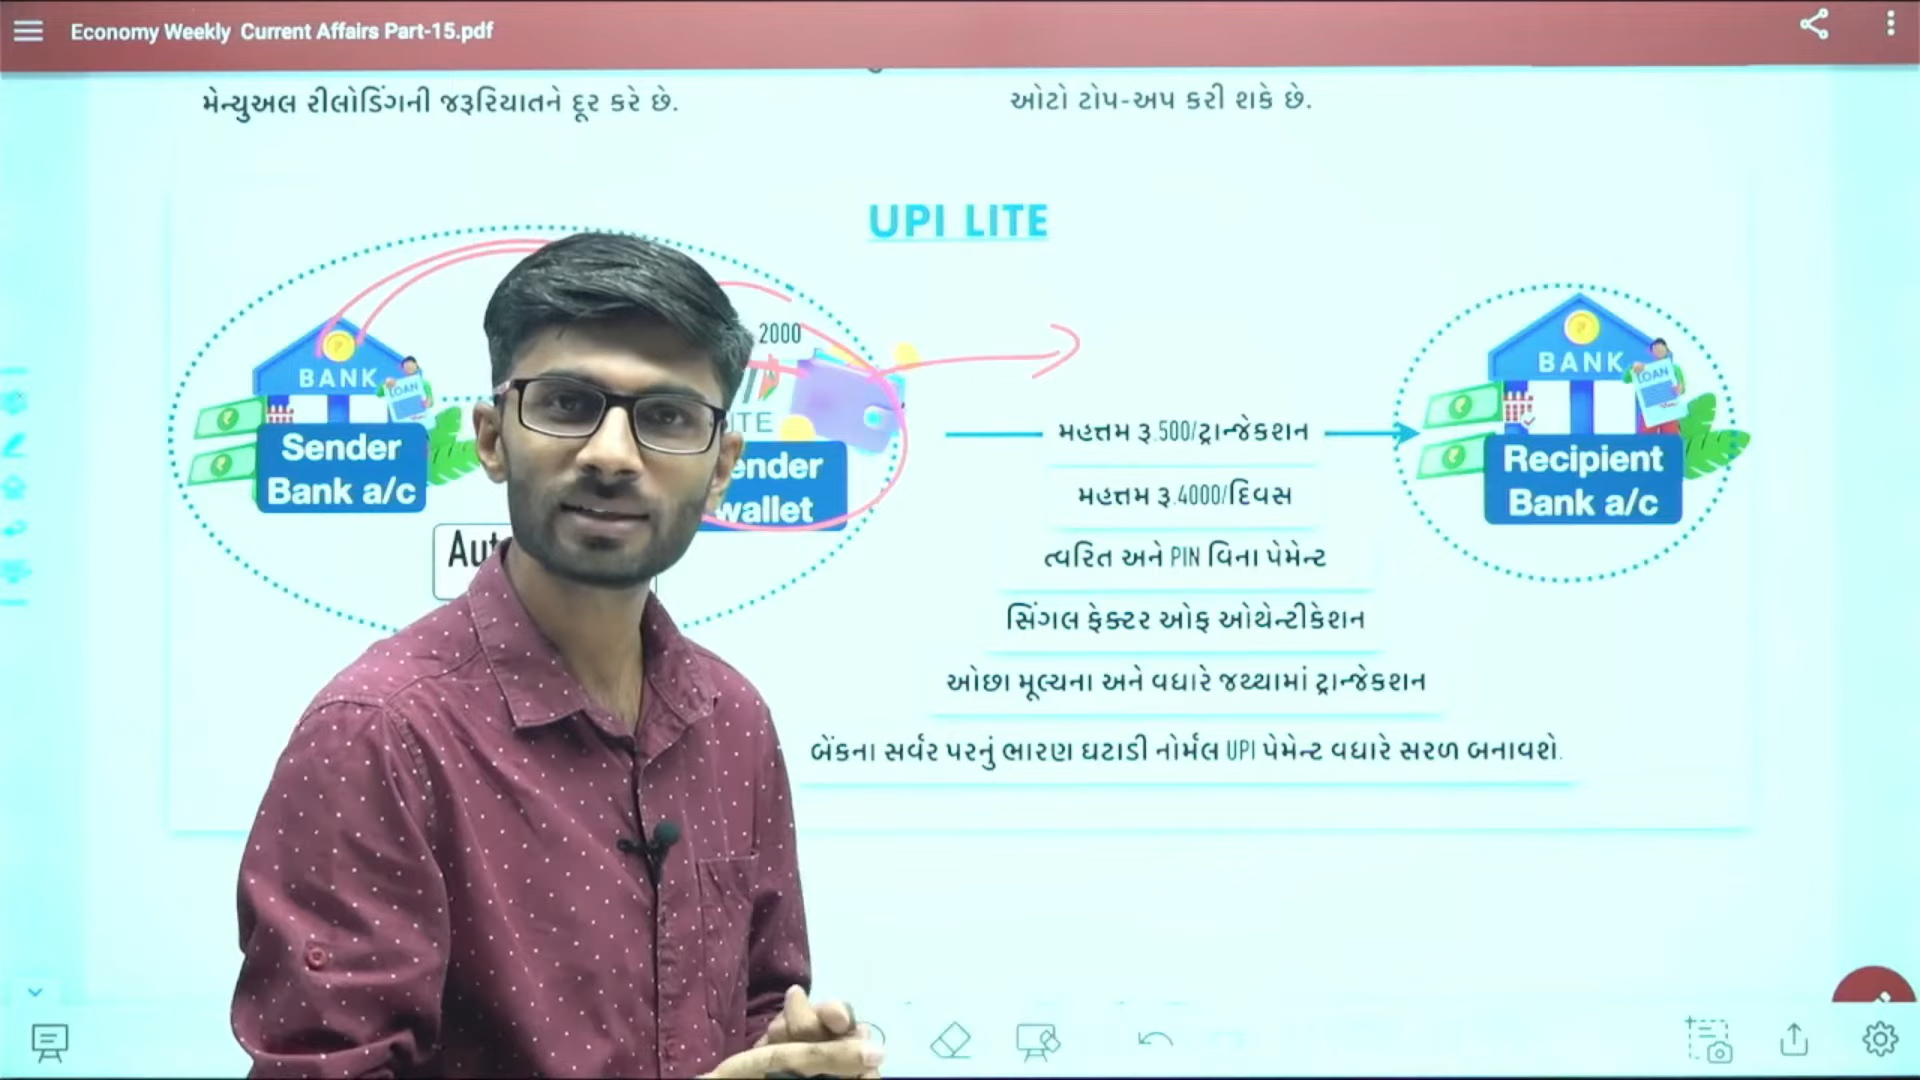 Economy Weekly Current Affairs Part-15.pdf
મેન્યુઅલ રીલોડિંગની જરૂરિયાતને દૂર કરે છે.
ઓટો ટોપ-અપ કરી શકે છે.
UPI LITE
2000
BANK
LOAN
Sender
Bank a/c
wallet
મહત્તમ રૂ.500/ટ્રાન્જેકશન
મહત્તમ રૂ.4000/દિવસ
ત્વરિત અને PIN વિના પેમેન્ટ
સિંગલ ફેક્ટર ઓફ ઓથેન્ટીકેશન
ઓછા મૂલ્યના અને વધારે જથ્થામાં ટ્રાન્જેકશન
બેંકના સર્વર પરનું ભારણ ઘટાડી નોર્મલ UPI પેમેન્ટ વધારે સરળ બનાવશે.
BANK
LOAN
Recipient
Bank a/c